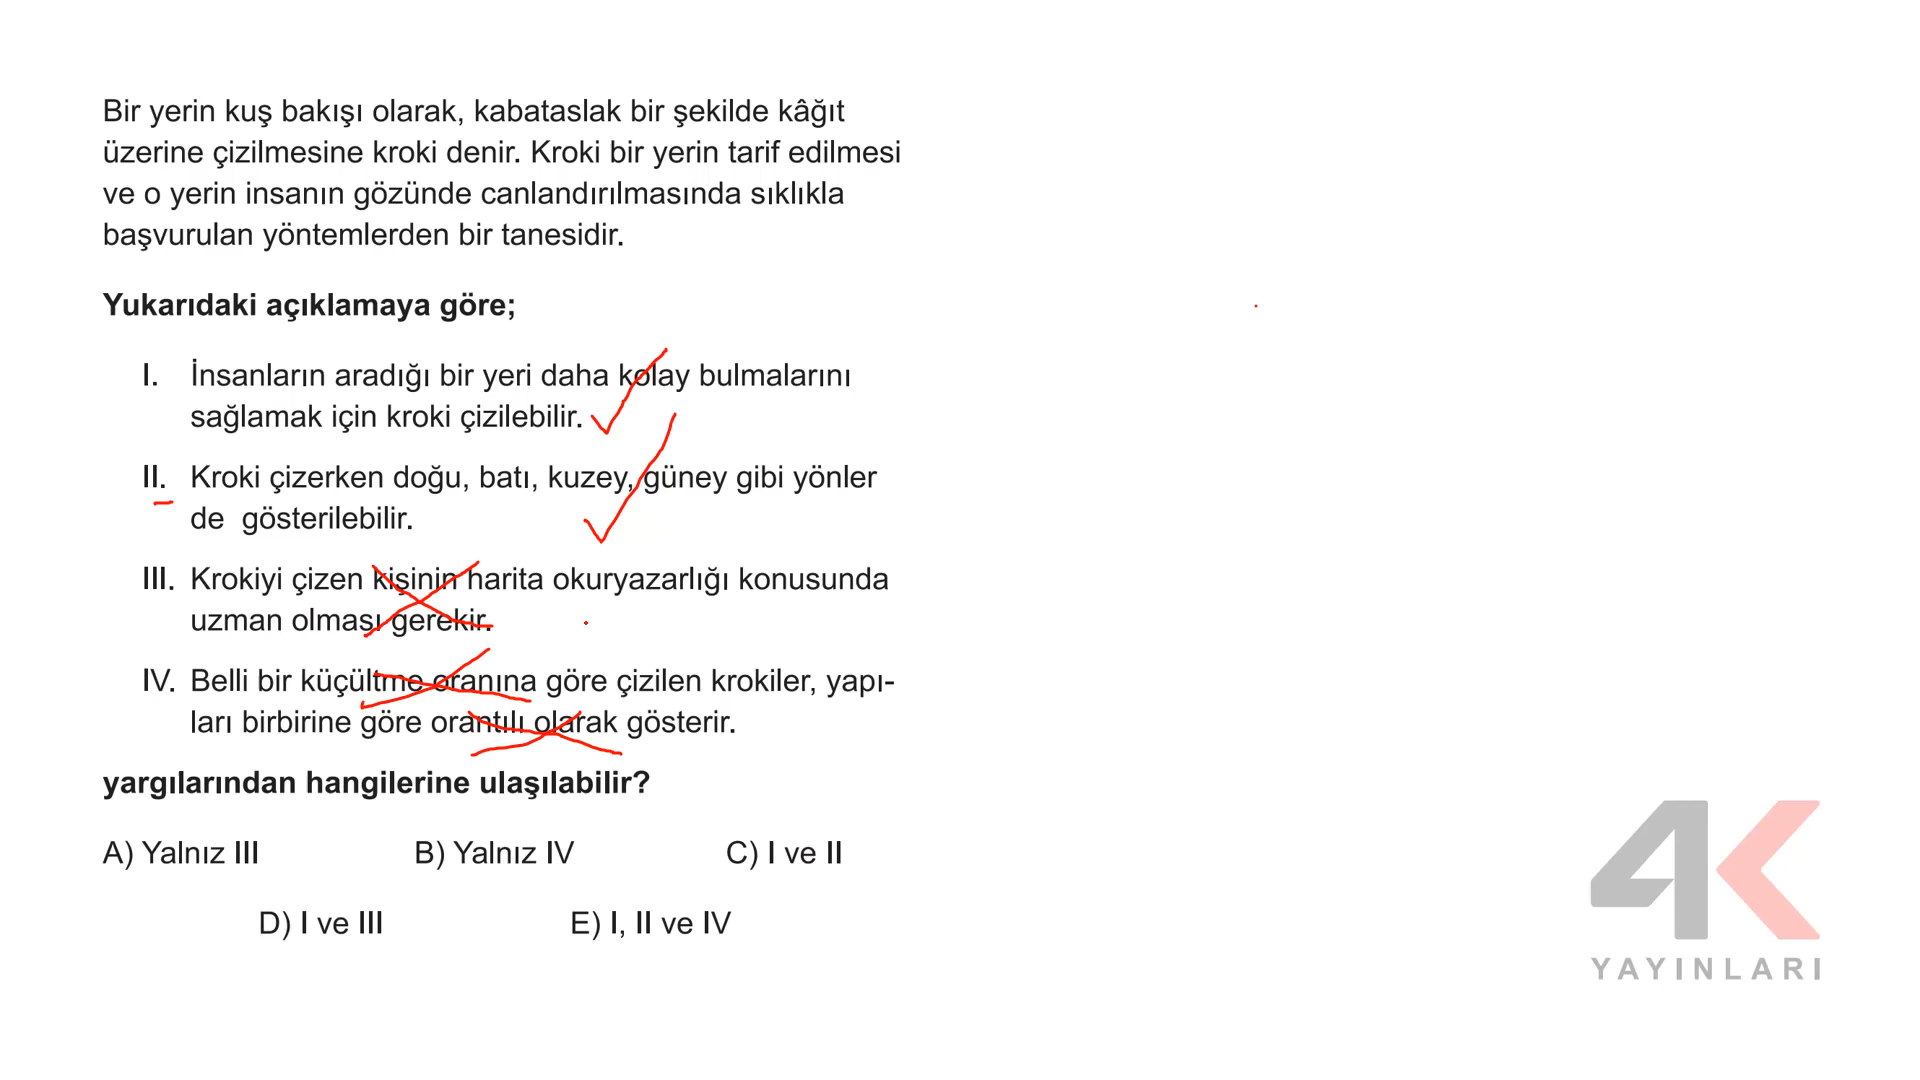 Bir yerin kuş bakışı olarak, kabataslak bir şekilde kâğıt
üzerine çizilmesine kroki denir. Kroki bir yerin tarif edilmesi
ve o yerin insanın gözünde canlandırılmasında sıklıkla
başvurulan yöntemlerden bir tanesidir.
Yukarıdaki açıklamaya göre;
I. İnsanların aradığı bir yeri daha kolay bulmalarını
sağlamak için kroki çizilebilir.
II. Kroki çizerken doğu, batı, kuzey, güney gibi yönler
de gösterilebilir.
III. Krokiyi çizen kişinin harita okuryazarlığı konusunda
uzman olması gerekir.
IV. Belli bir küçültme oranına göre çizilen krokiler, yapı-
ları birbirine göre orantılı olarak gösterir.
yargılarından hangilerine ulaşılabilir?
A) Yalnız III B) Yalnız IV C) I ve II
D) I ve III E) I, II ve IV
4K
YAYINLARI